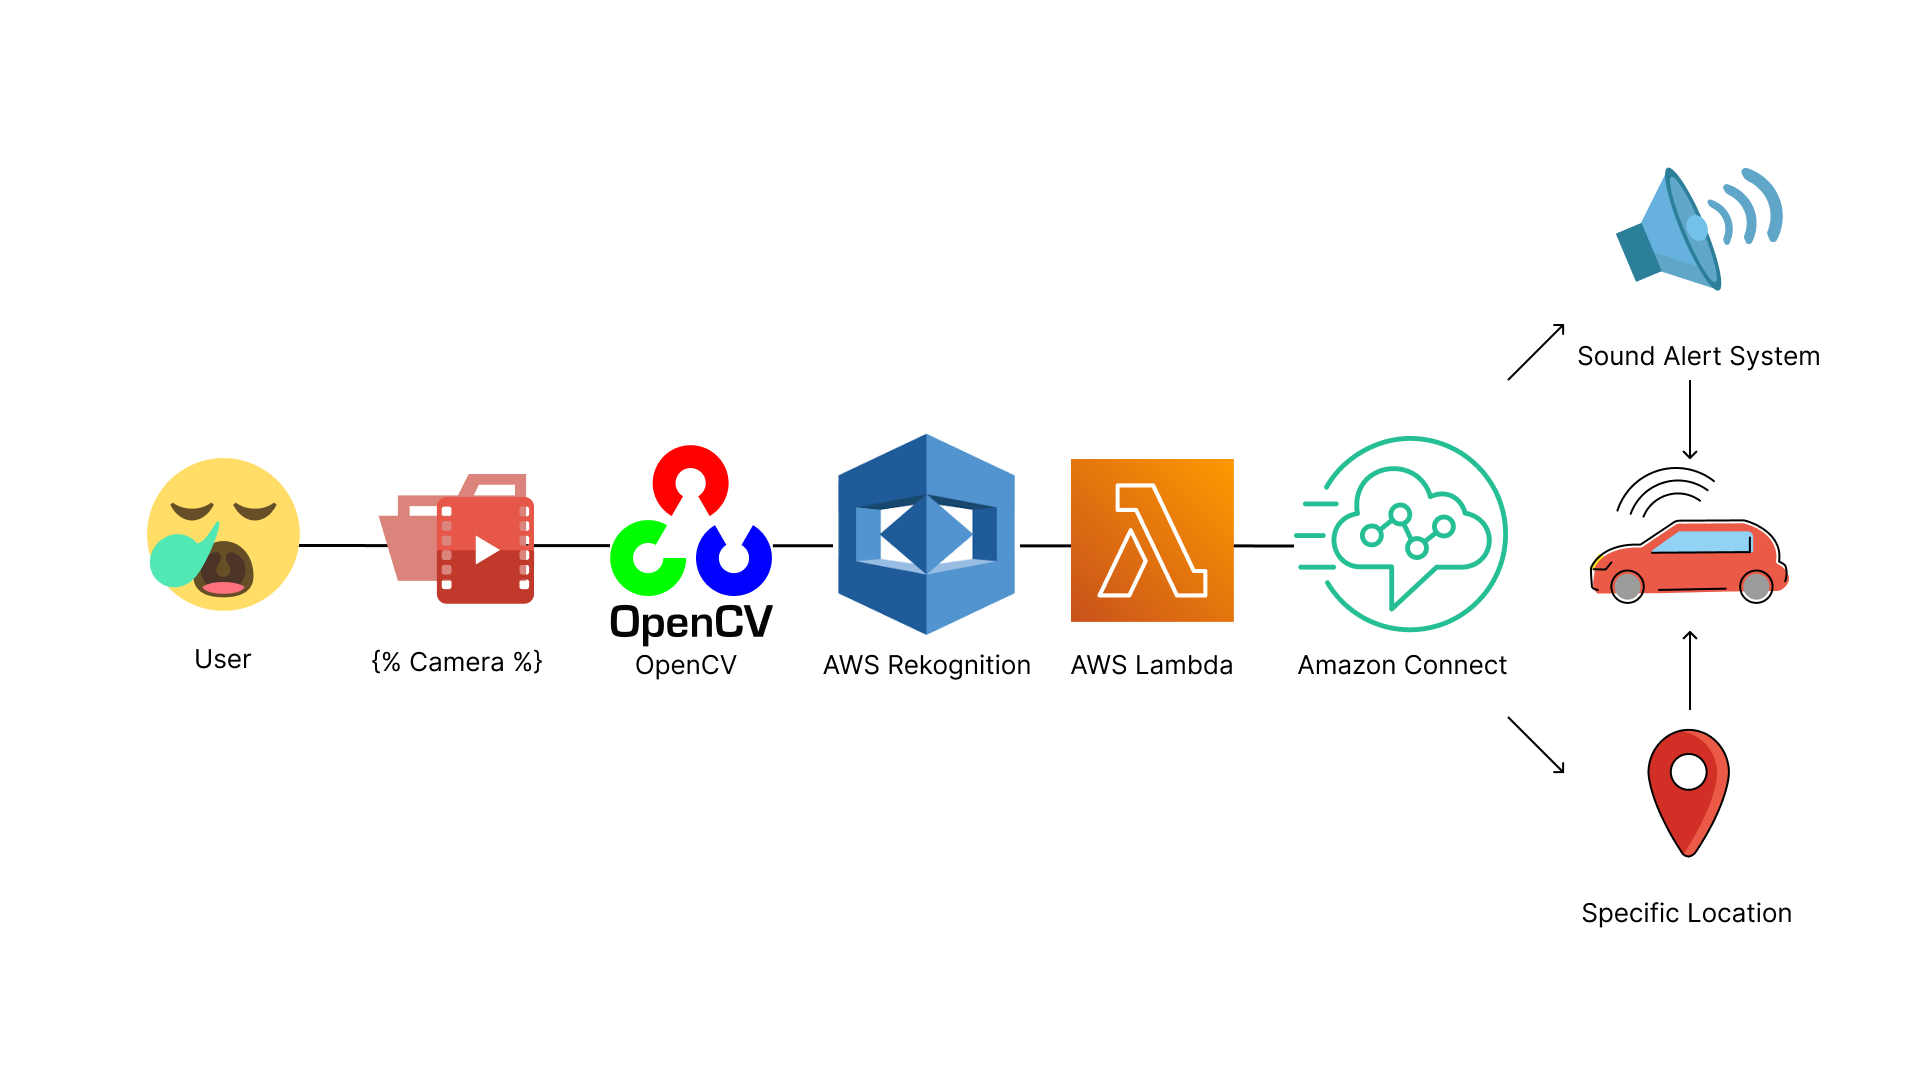 Sound Alert System
OpenCV
User
{% Camera %}
OpenCV
AWS Rekognition
AWS Lambda
Amazon Connect
Specific Location